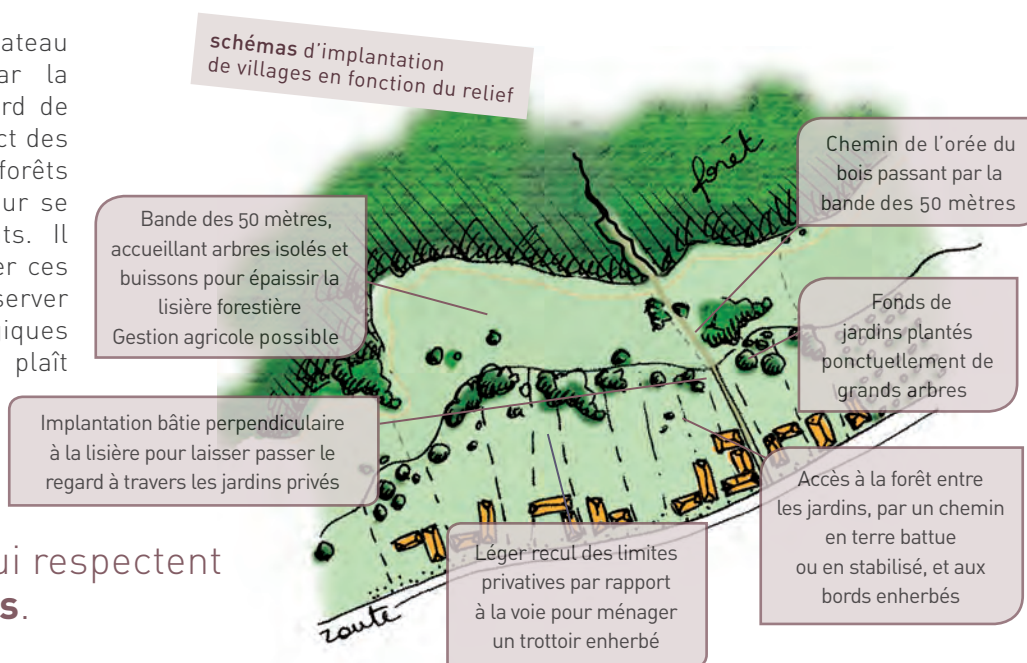 ateau
ar la
rd de
ct des
forêts
ur se
ts. Il
er ces
server
iques
plaît
ui respectent
s.
schémas d'implantation
de villages en fonction du relief
forêt
Chemin de l'orée du
bois passant par la
bande des 50 mètres
Bande des 50 mètres,
accueillant arbres isolés et
buissons pour épaissir la
lisière forestière
Gestion agricole possible
Fonds de
jardins plantés
ponctuellement de
grands arbres
Implantation bâtie perpendiculaire
à la lisière pour laisser passer le
regard à travers les jardins privés
Accès à la forêt entre
les jardins, par un chemin
en terre battue
ou en stabilisé, et aux
bords enherbés
Léger recul des limites
privatives par rapport
à la voie pour ménager
un trottoir enherbé
route